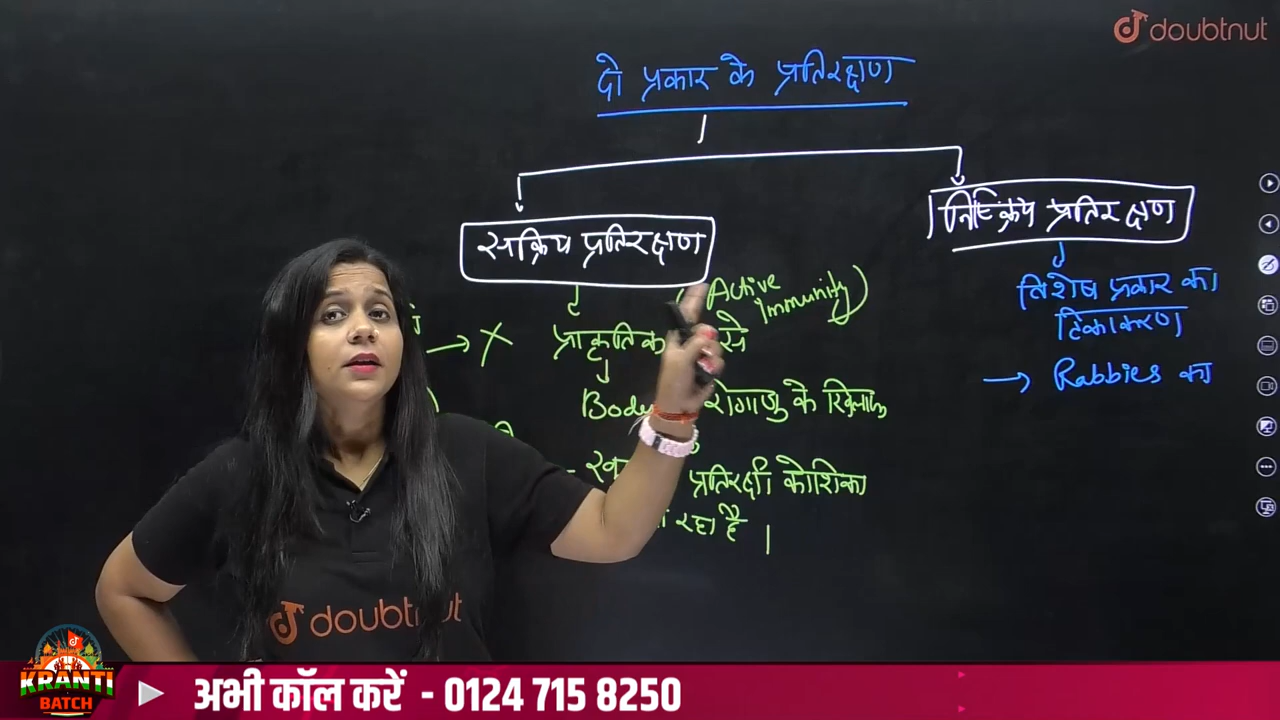 doubtnut
दो प्रकार के प्रतिरक्षण
सक्रिय प्रतिरक्षण
(Active
Immunity)
→ X प्राकृतिक से
Body रोगाणु के खिलाफ
प्रतिरक्षी कोशिका
रहा है ।
निष्क्रिय प्रतिरक्षण
विशेष प्रकार का
टिकाकरण
→ Rabbies का
doubtnut
KRANTI
BATCH
अभी कॉल करें - 0124 715 8250